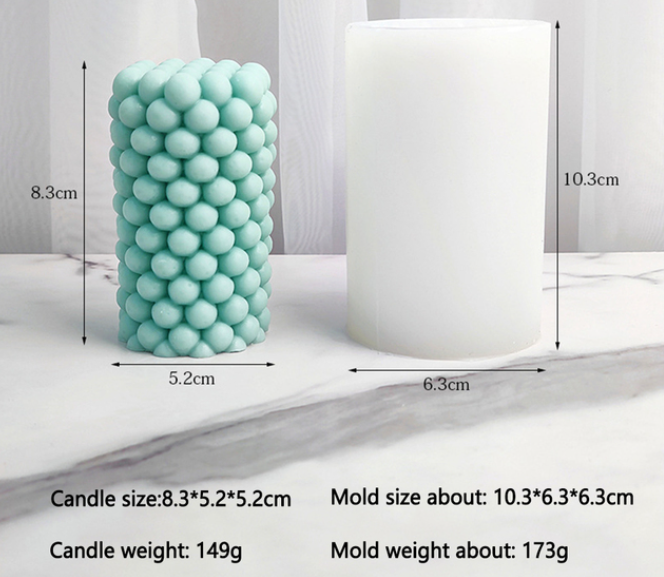 8.3cm
10.3cm
5.2cm
6.3cm
Candle size:8.3*5.2*5.2cm
Mold size about: 10.3*6.3*6.3cm
Candle weight: 149g
Mold weight about: 173g